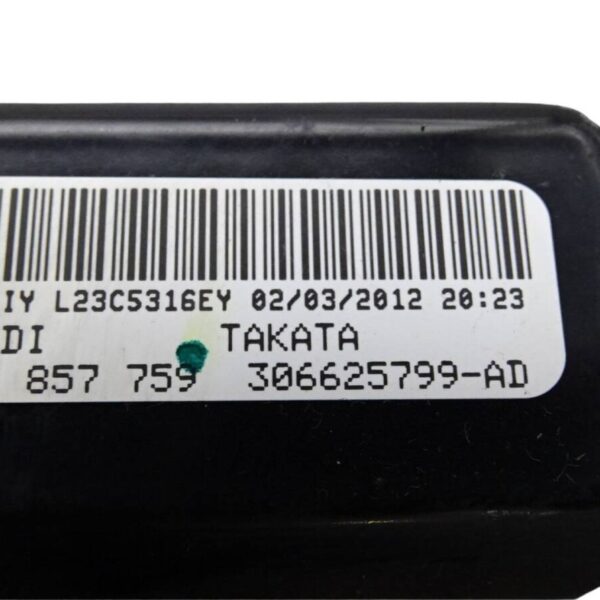 IY L23C5316EY 02/03/2012 20:23
DI TAKATA
857 759 306625799-AD